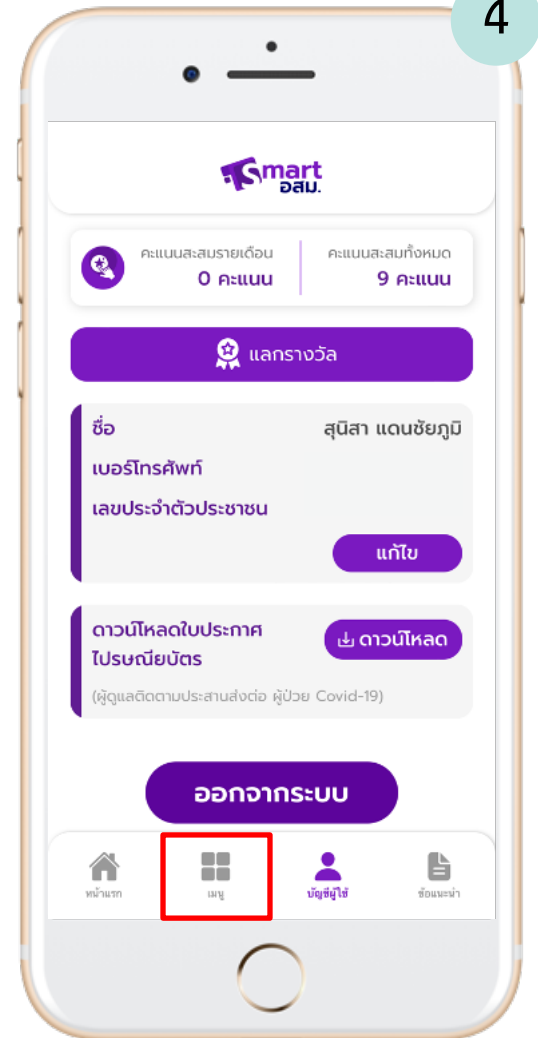 4
Smart
อสม.
คะแนนสะสมรายเดือน
0 คะแนน
คะแนนสะสมทั้งหมด
9 คะแนน
แลกรางวัล
ชื่อ สุนิสา แดนชัยภูมิ
เบอร์โทรศัพท์
เลขประจำตัวประชาชน
แก้ไข
ดาวน์โหลดใบประกาศ
ไปรษณียบัตร
ดาวน์โหลด
(ผู้ดูแลติดตามประสานส่งต่อ ผู้ป่วย Covid-19)
ออกจากระบบ
หน้าแรก
เมนู
บัญชีผู้ใช้
ข้อแนะนำ